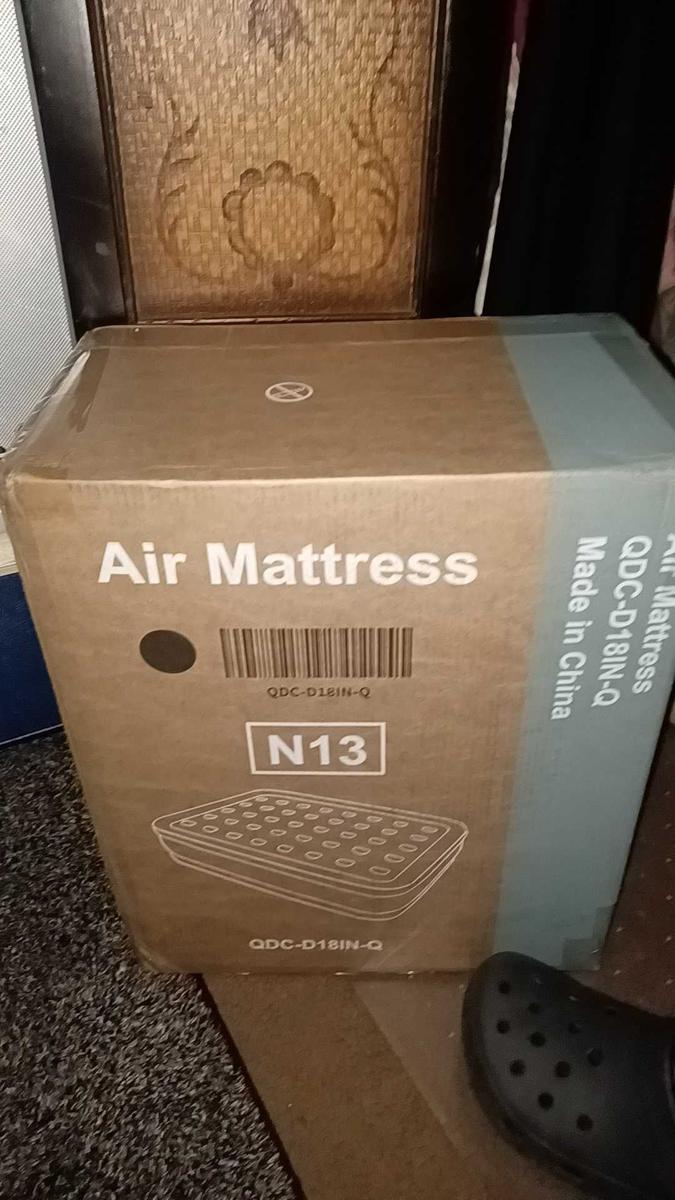 Air Mattress
QDC-D18IN-Q
N13
QDC-D18IN-Q
Air Mattress
QDC-D18IN-Q
Made in China